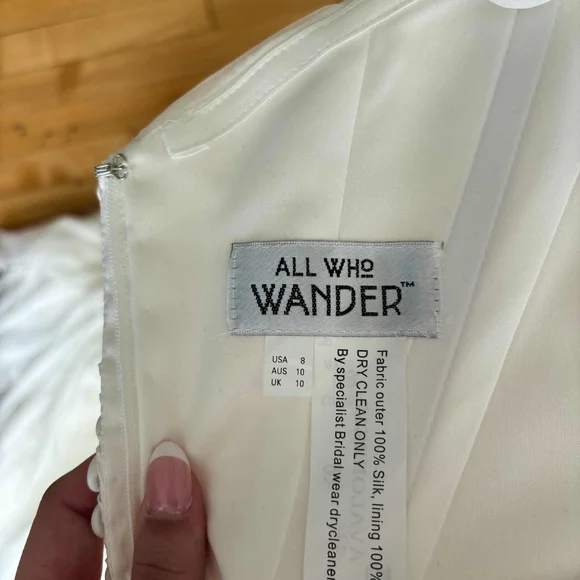 ALL WHO
WANDER™
USA 8
AUS 10
UK 10
Fabric outer 100% Silk, lining 100%
DRY CLEAN ONLY
By specialist Bridal wear drycleaner